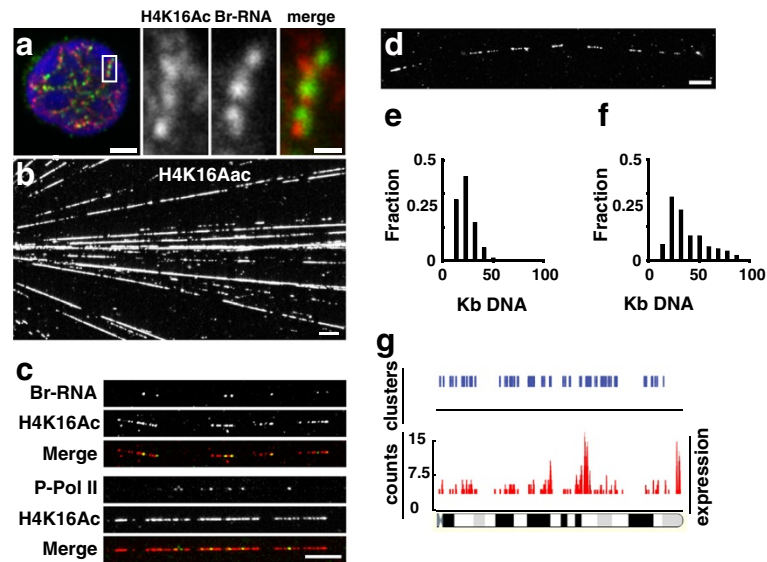 H4K16Ac Br-RNA merge
a
b
H4K16Aac
c
Br-RNA
H4K16Ac
Merge
P-Pol II
H4K16Ac
Merge
d
e
0.5
0.25
0
Fraction
0 50 100
Kb DNA
f
0.5
0.25
0
Fraction
0 50 100
Kb DNA
g
clusters
counts
15
7.5
0
expression